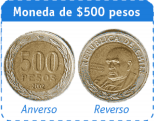 Moneda de $500 pesos
500
PESOS
REPUBLICA DE CHILE
Anverso
Reverso